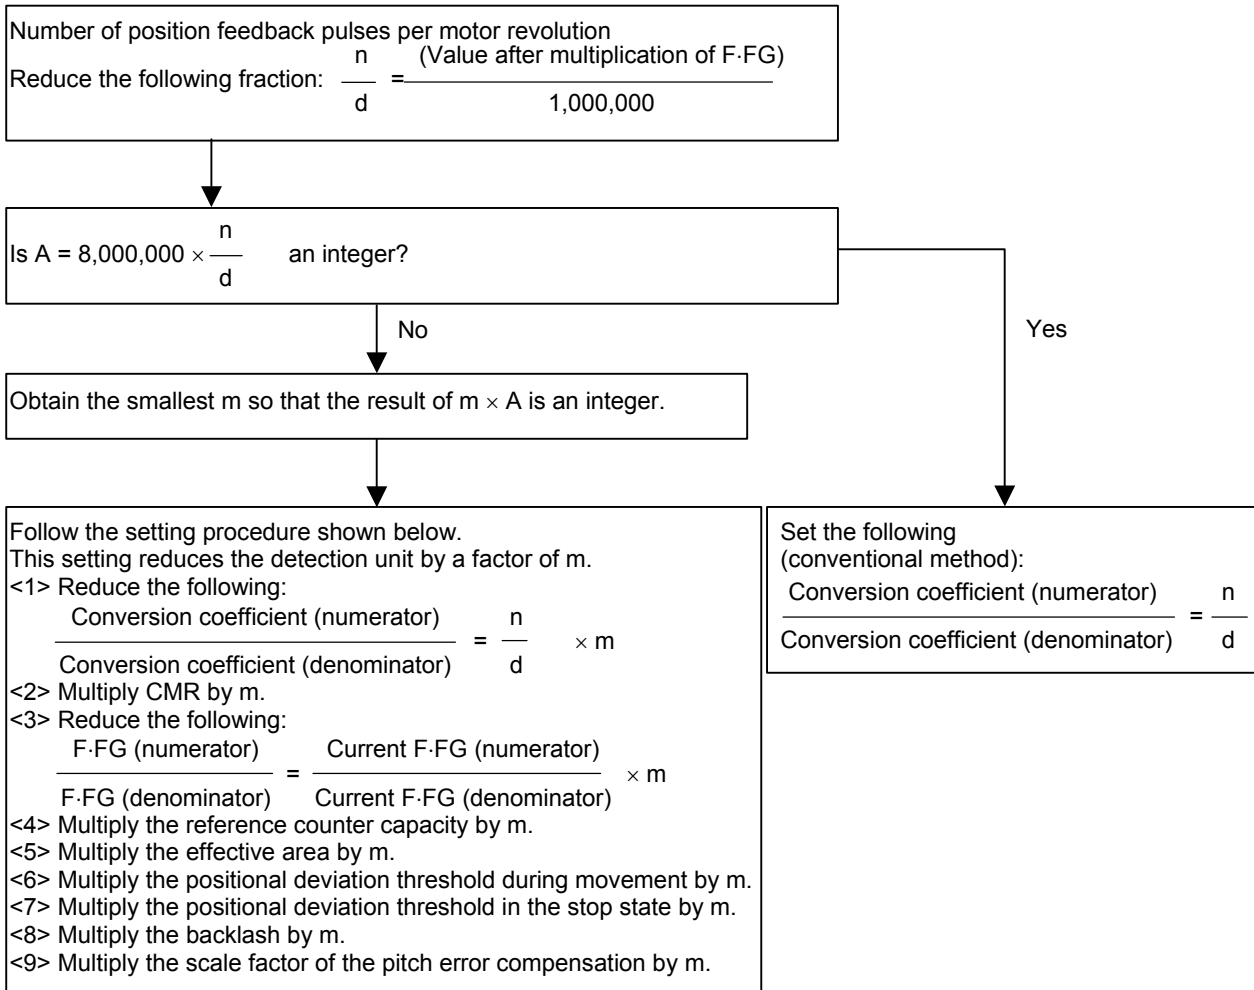 Number of position feedback pulses per motor revolution
Reduce the following fraction: n/d = (Value after multiplication of F·FG)/1,000,000
Is A = 8,000,000 × n/d an integer?
No
Yes
Obtain the smallest m so that the result of m × A is an integer.
Follow the setting procedure shown below.
This setting reduces the detection unit by a factor of m.
<1> Reduce the following:
Conversion coefficient (numerator)/Conversion coefficient (denominator) = n/d × m
<2> Multiply CMR by m.
<3> Reduce the following:
F·FG (numerator)/F·FG (denominator) = Current F·FG (numerator)/Current F·FG (denominator) × m
<4> Multiply the reference counter capacity by m.
<5> Multiply the effective area by m.
<6> Multiply the positional deviation threshold during movement by m.
<7> Multiply the positional deviation threshold in the stop state by m.
<8> Multiply the backlash by m.
<9> Multiply the scale factor of the pitch error compensation by m.
Set the following
(conventional method):
Conversion coefficient (numerator)/Conversion coefficient (denominator) = n/d